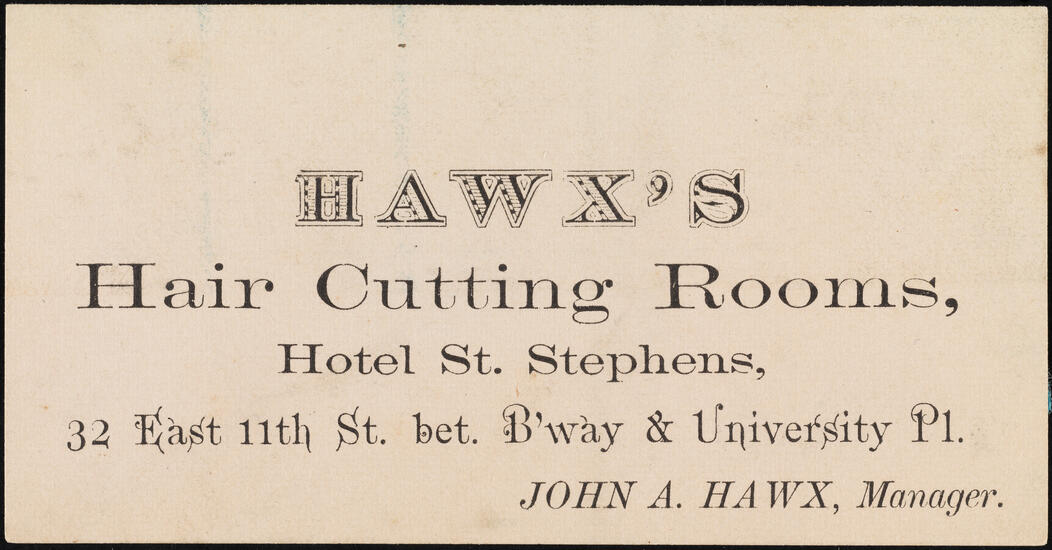 HAWX'S
Hair Cutting Rooms,
Hotel St. Stephens,
32 East 11th St. bet. B'way & University Pl.
JOHN A. HAWX, Manager.